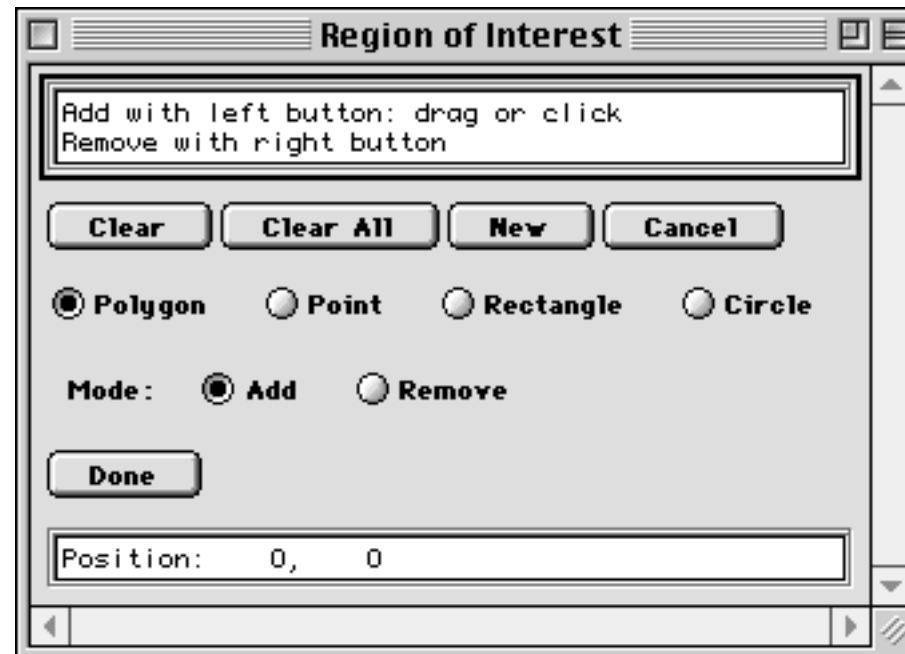 Region of Interest
Add with left button: drag or click
Remove with right button
Clear Clear All New Cancel
Polygon Point Rectangle Circle
Mode: Add Remove
Done
Position: 0, 0